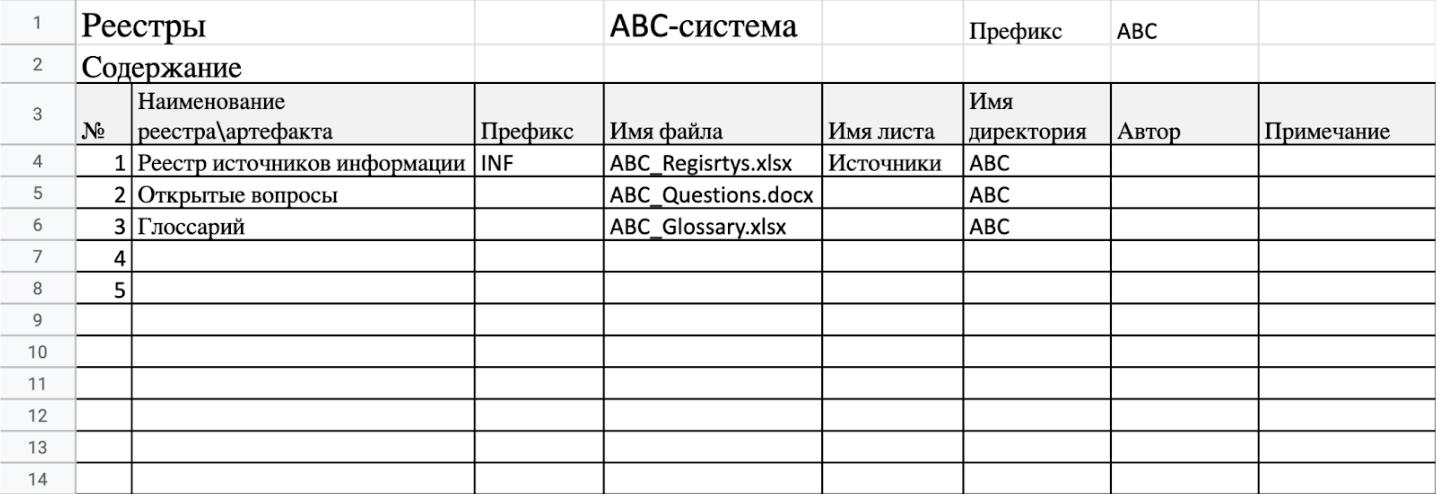 1 Реестры ABC-система Префикс ABC
2 Содержание
3 № Наименование реестра\артефакта Префикс Имя файла Имя листа Имя директория Автор Примечание
4 1 Реестр источников информации INF ABC_Regisrtys.xlsx Источники ABC
5 2 Открытые вопросы ABC_Questions.docx ABC
6 3 Глоссарий ABC_Glossary.xlsx ABC
7 4
8 5
9
10
11
12
13
14